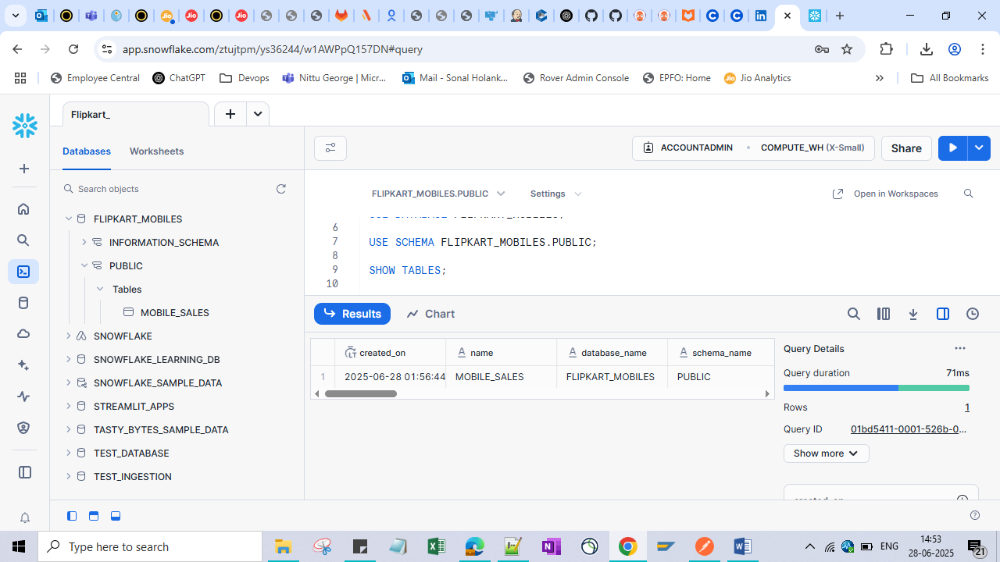 app.snowflake.com/ztujtpm/ys36244/w1AWPpQ157DN#query
Employee Central
ChatGPT
Devops
Nittu George | Micr...
Mail - Sonal Holank...
Rover Admin Console
EPFO: Home
Jio Analytics
All Bookmarks
Flipkart_
Databases
Worksheets
ACCOUNTADMIN
COMPUTE_WH (X-Small)
Share
Search objects
FLIPKART_MOBILES
INFORMATION_SCHEMA
PUBLIC
Tables
MOBILE_SALES
SNOWFLAKE
SNOWFLAKE_LEARNING_DB
SNOWFLAKE_SAMPLE_DATA
STREAMLIT_APPS
TASTY_BYTES_SAMPLE_DATA
TEST_DATABASE
TEST_INGESTION
FLIPKART_MOBILES.PUBLIC
Settings
Open in Workspaces
USE DATABASE FLIPKART_MOBILES;
6
7 USE SCHEMA FLIPKART_MOBILES.PUBLIC;
8
9 SHOW TABLES;
10
Results
Chart
created_on name database_name schema_name
1 2025-06-28 01:56:44 MOBILE_SALES FLIPKART_MOBILES PUBLIC
Query Details
Query duration 71ms
Rows 1
Query ID 01bd5411-0001-526b-0...
Show more
created_on
Type here to search
ENG
14:53
28-06-2025
21